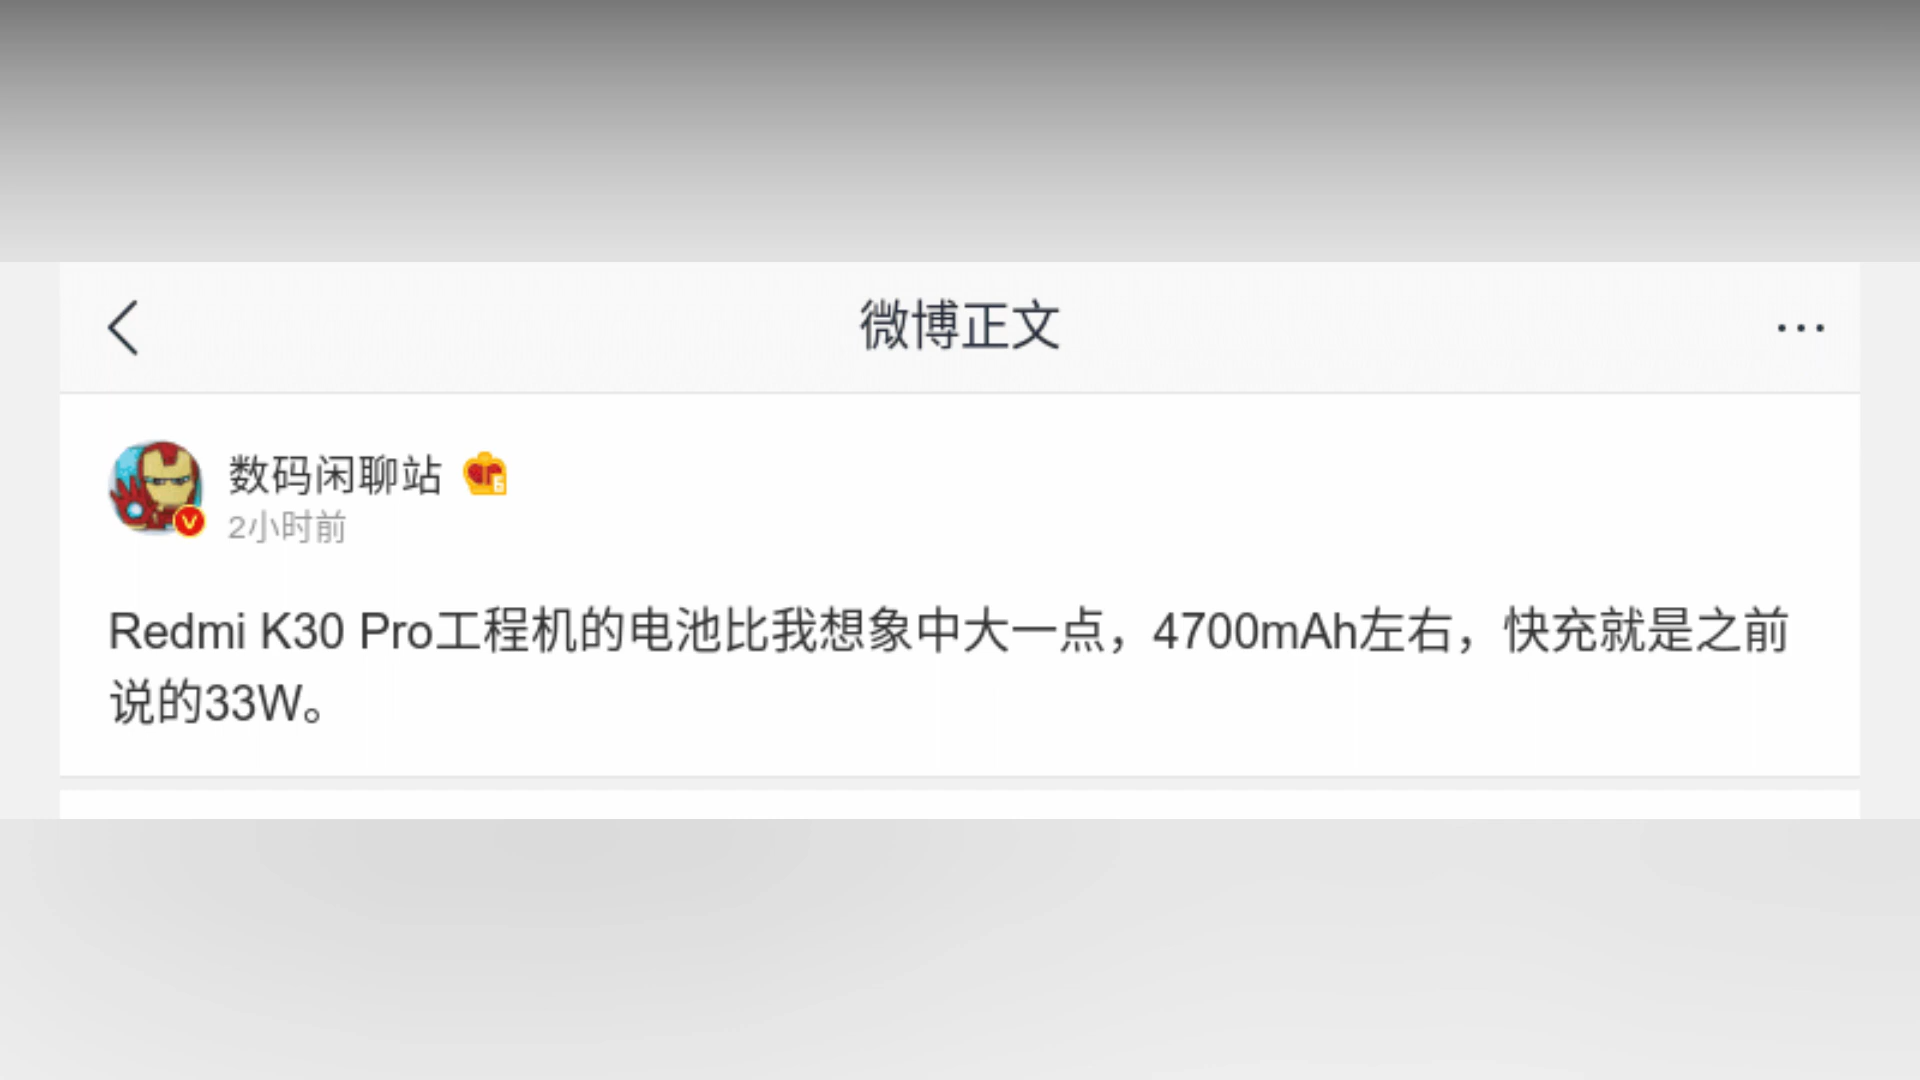 微博正文
数码闲聊站
2小时前
Redmi K30 Pro工程机的电池比我想象中大一点，4700mAh左右，快充就是之前
说的33W。